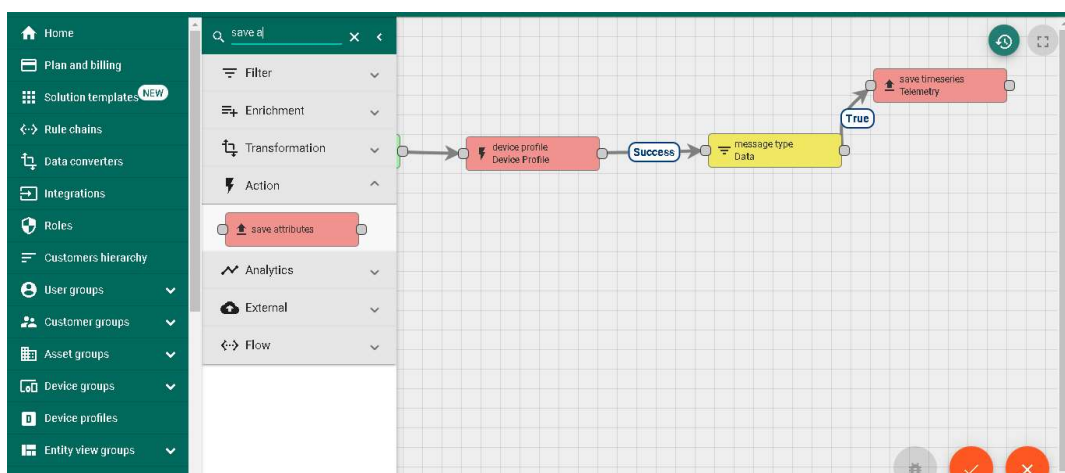 Home
Plan and billing
Solution templates NEW
Rule chains
Data converters
Integrations
Roles
Customers hierarchy
User groups
Customer groups
Asset groups
Device groups
Device profiles
Entity view groups
save a
Filter
Enrichment
Transformation
Action
save attributes
Analytics
External
Flow
device profile
Device Profile
Success
message type
Data
True
save timeseries
Telemetry